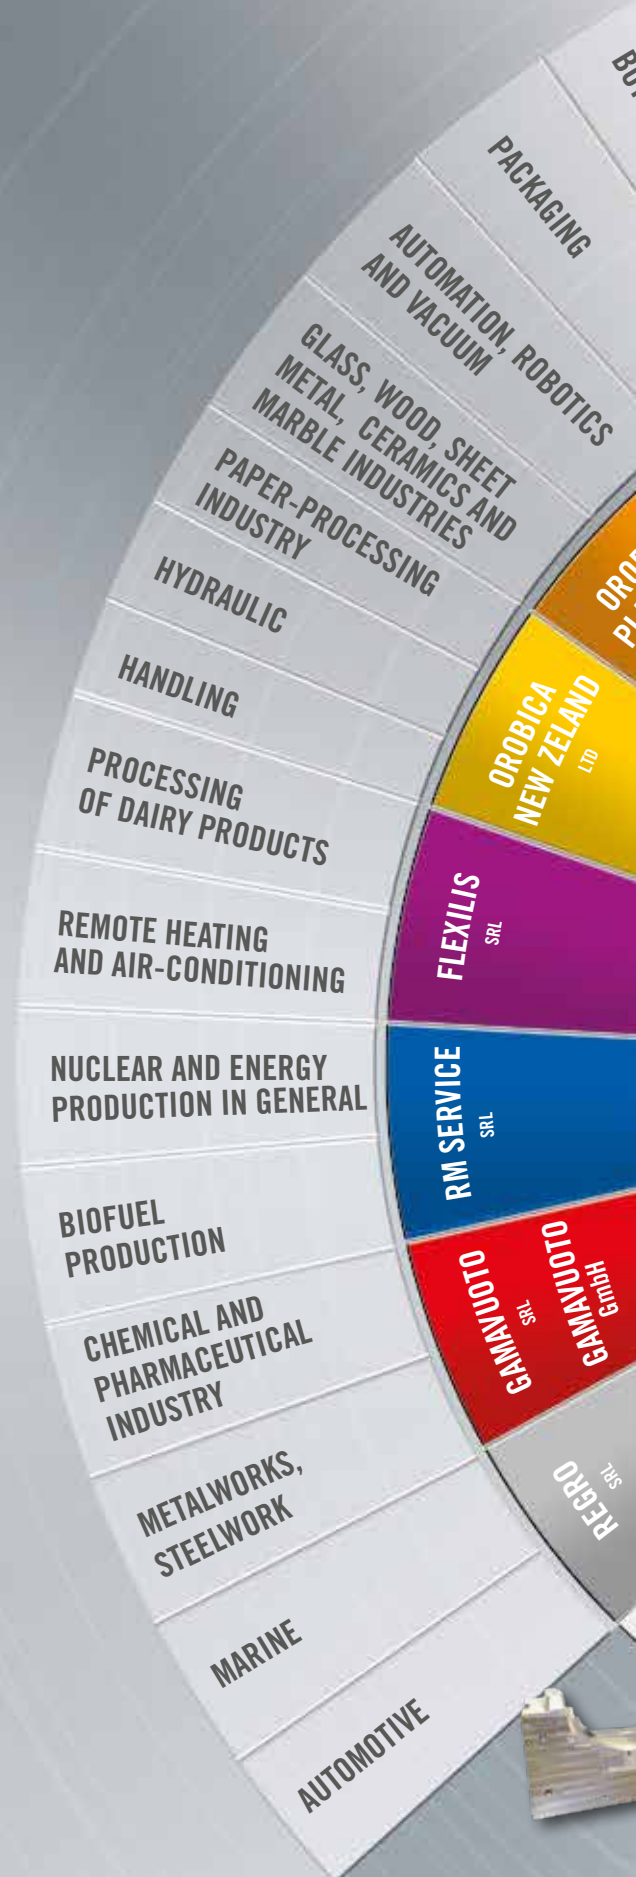 PACKAGING
AUTOMATION, ROBOTICS
AND VACUUM
GLASS, WOOD, SHEET
METAL, CERAMICS AND
MARBLE INDUSTRIES
PAPER-PROCESSING
INDUSTRY
HYDRAULIC
HANDLING
PROCESSING
OF DAIRY PRODUCTS
REMOTE HEATING
AND AIR-CONDITIONING
NUCLEAR AND ENERGY
PRODUCTION IN GENERAL
BIOFUEL
PRODUCTION
CHEMICAL AND
PHARMACEUTICAL
INDUSTRY
METALWORKS,
STEELWORK
MARINE
AUTOMOTIVE
OROBICA
NEW ZELAND
LTD
FLEXILIS
SRL
RM SERVICE
SRL
GAMAVUOTO
SRL
GAMAVUOTO
GmbH
REGRO
SRL